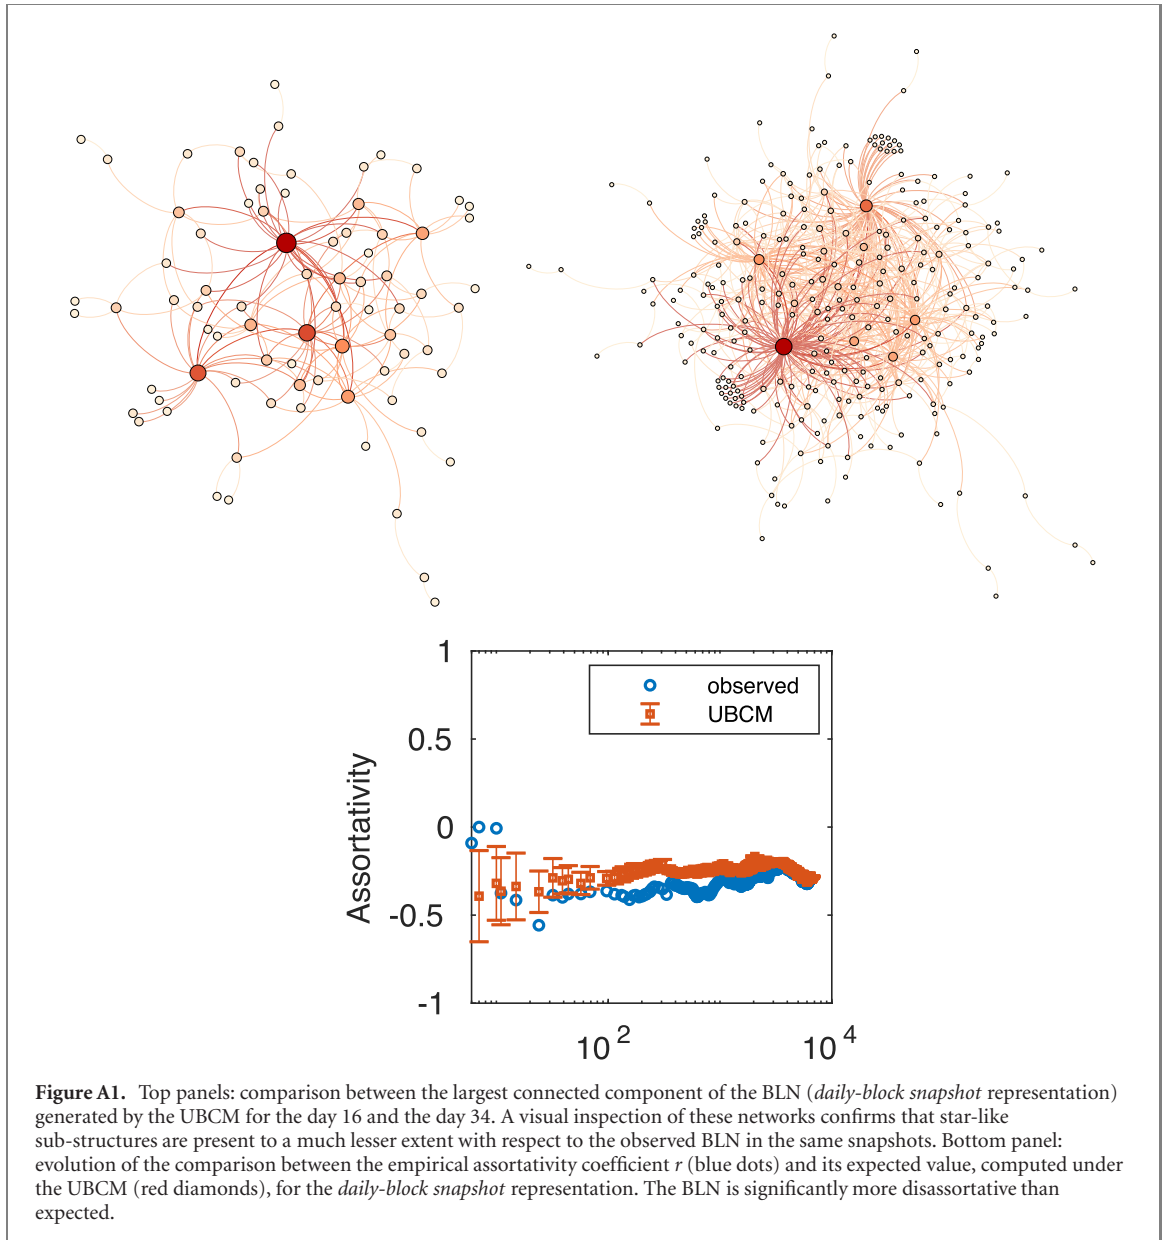 1
observed
UBCM
0.5
Assortativity
0
-0.5
-1
10 2
10 4
Figure A1. Top panels: comparison between the largest connected component of the BLN (daily-block snapshot representation)
generated by the UBCM for the day 16 and the day 34. A visual inspection of these networks confirms that star-like
sub-structures are present to a much lesser extent with respect to the observed BLN in the same snapshots. Bottom panel:
evolution of the comparison between the empirical assortativity coefficient r (blue dots) and its expected value, computed under
the UBCM (red diamonds), for the daily-block snapshot representation. The BLN is significantly more disassortative than
expected.